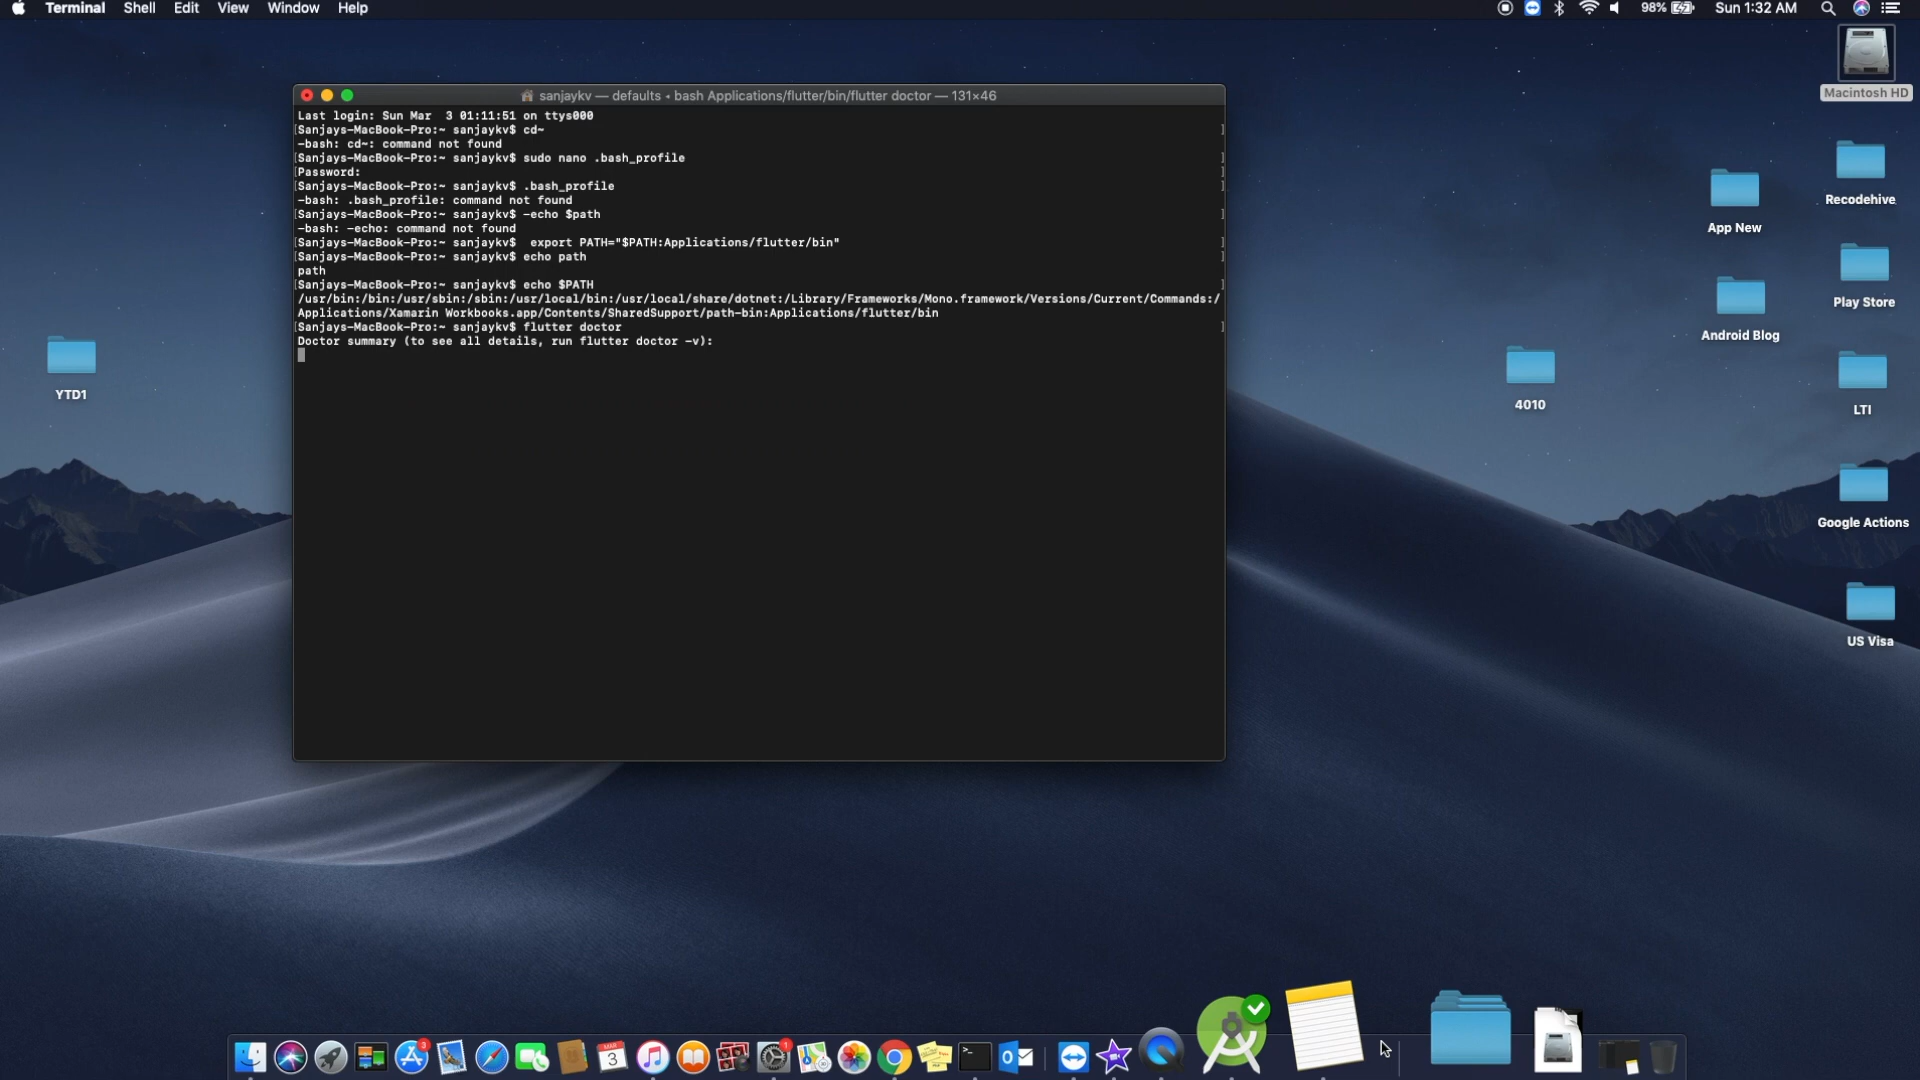 Terminal Shell Edit View Window Help
98% Sun 1:32 AM
sanjaykv — defaults • bash Applications/flutter/bin/flutter doctor — 131×46
Last login: Sun Mar  3 01:11:51 on ttys000
[Sanjays-MacBook-Pro:~ sanjaykv$ cd~ ]
-bash: cd~: command not found
[Sanjays-MacBook-Pro:~ sanjaykv$ sudo nano .bash_profile ]
[Password: ]
[Sanjays-MacBook-Pro:~ sanjaykv$ .bash_profile ]
-bash: .bash_profile: command not found
[Sanjays-MacBook-Pro:~ sanjaykv$ -echo $path ]
-bash: -echo: command not found
[Sanjays-MacBook-Pro:~ sanjaykv$  export PATH="$PATH:Applications/flutter/bin" ]
[Sanjays-MacBook-Pro:~ sanjaykv$ echo path ]
path
[Sanjays-MacBook-Pro:~ sanjaykv$ echo $PATH ]
/usr/bin:/bin:/usr/sbin:/sbin:/usr/local/bin:/usr/local/share/dotnet:/Library/Frameworks/Mono.framework/Versions/Current/Commands:/
Applications/Xamarin Workbooks.app/Contents/SharedSupport/path-bin:Applications/flutter/bin
[Sanjays-MacBook-Pro:~ sanjaykv$ flutter doctor ]
Doctor summary (to see all details, run flutter doctor -v):
Macintosh HD
Recodehive
App New
Play Store
Android Blog
YTD1
4010
LTI
Google Actions
US Visa
3
MAR
3
1